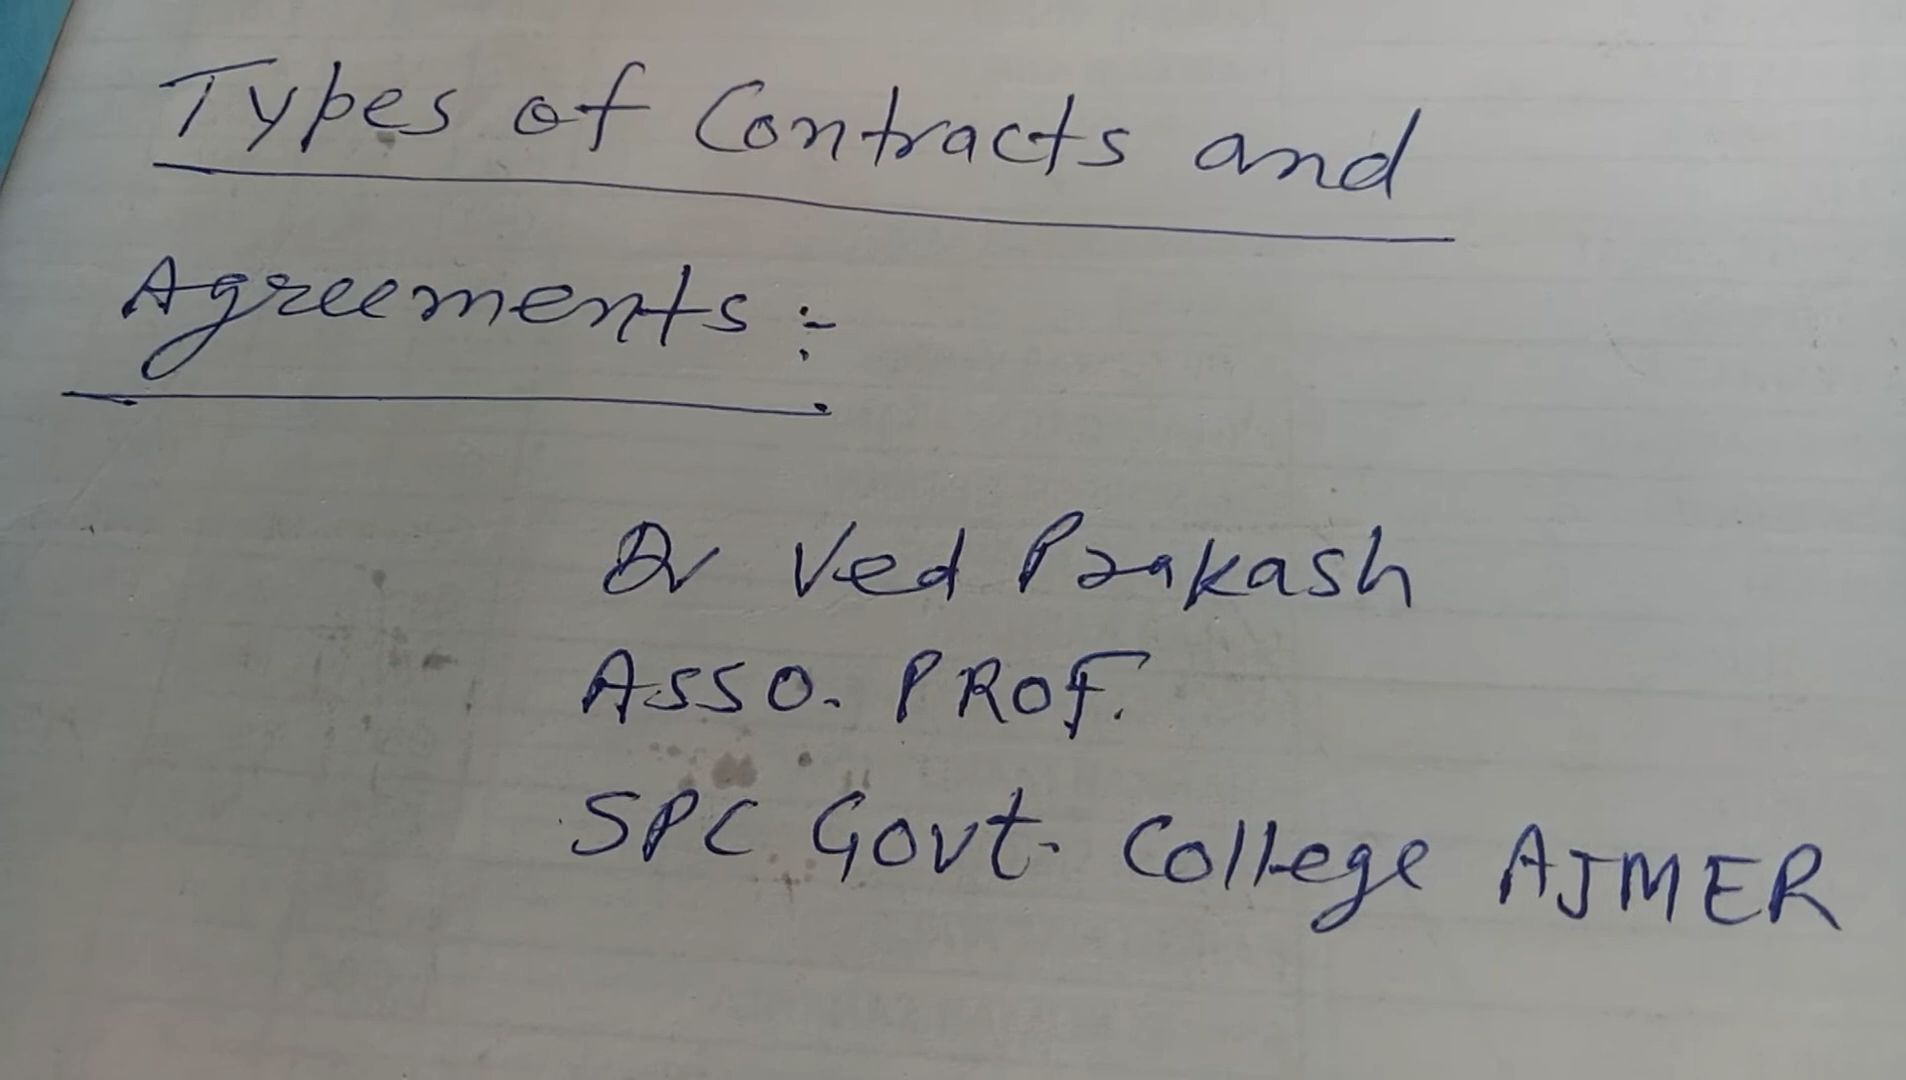 Types of Contracts and
Agreements :-
Dr Ved Prakash
ASSO. PROF.
SPC Govt. College AJMER